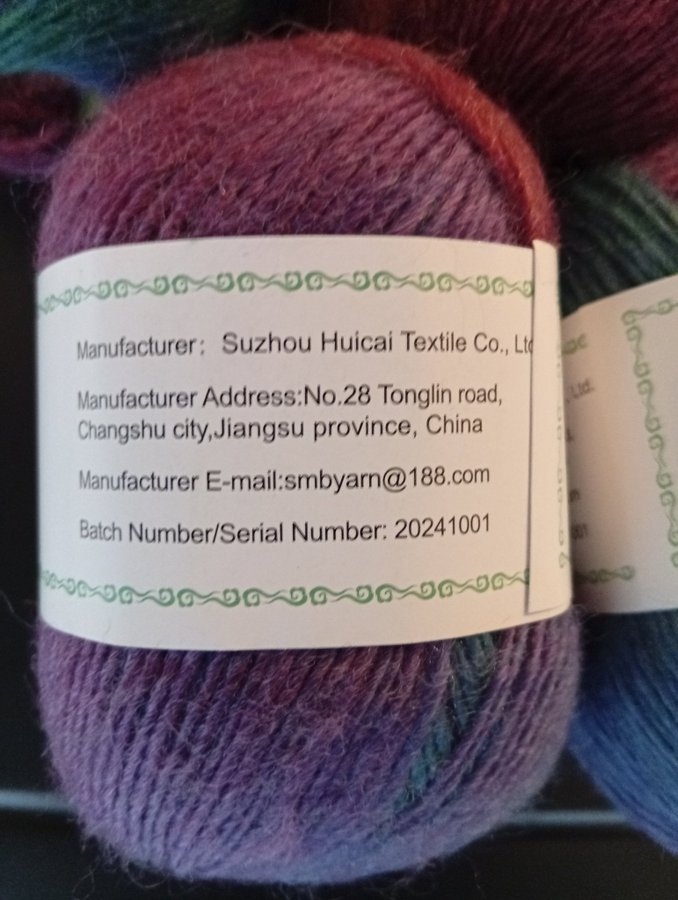 Manufacturer: Suzhou Huicai Textile Co., Ltd
Manufacturer Address:No.28 Tonglin road,
Changshu city,Jiangsu province, China
Manufacturer E-mail:smbyarn@188.com
Batch Number/Serial Number: 20241001
, Ltd.